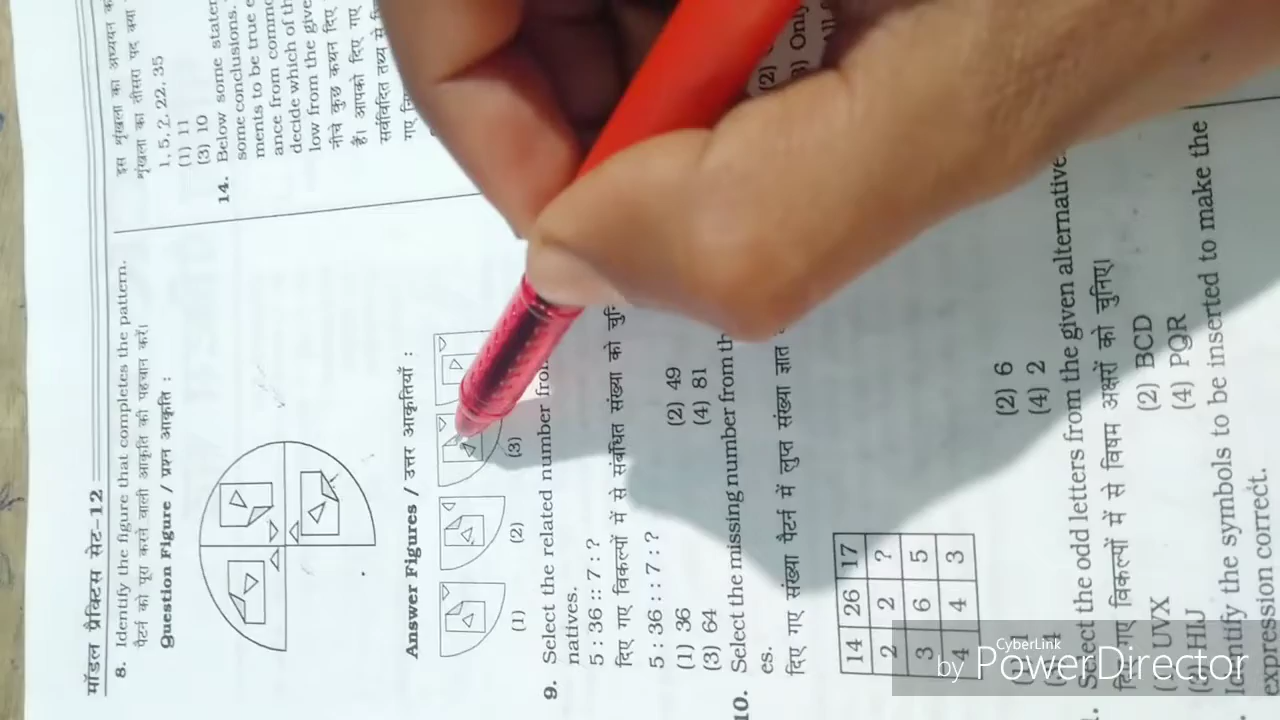 मॉडल प्रैक्टिस सेट-12
8. Identify the figure that completes the pattern.
पैटर्न को पूरा करने वाली आकृति की पहचान करें।
Question Figure / प्रश्न आकृति :
Answer Figures / उत्तर आकृतियाँ :
(1) (2) (3)
9. Select the related number from
natives.
5 : 36 :: 7 : ?
दिए गए विकल्पों में से संबंधित संख्या को
5 : 36 : : 7 : ?
(1) 36 (2) 49
(3) 64 (4) 81
10. Select the missing number from th
es.
दिए गए संख्या पैटर्न में लुप्त संख्या ज्ञात
14 26 17
2 2 ?
3 6 5
4 4 3
(2) 6
(4) 2
Select the odd letters from the given alternative
दिए गए विकल्पों में से विषम अक्षरों को चुनिए।
UVX (2) BCD
(3) HIJ (4) PQR
Identify the symbols to be inserted to make the
expression correct.
इस शृंखला का अध्ययन
शृंखला का तीसरा पद क्या
1, 5, 2, 22, 35
(1) 11
(3) 10
14. Below some stater
some conclusions.
ments to be true e
ance from commo
decide which of th
low from the give
नीचे कुछ कथन दिए
हैं। आपको दिए गए
सर्वविदित तथ्य से
गए
(2)
Only
CyberLink
by PowerDirector